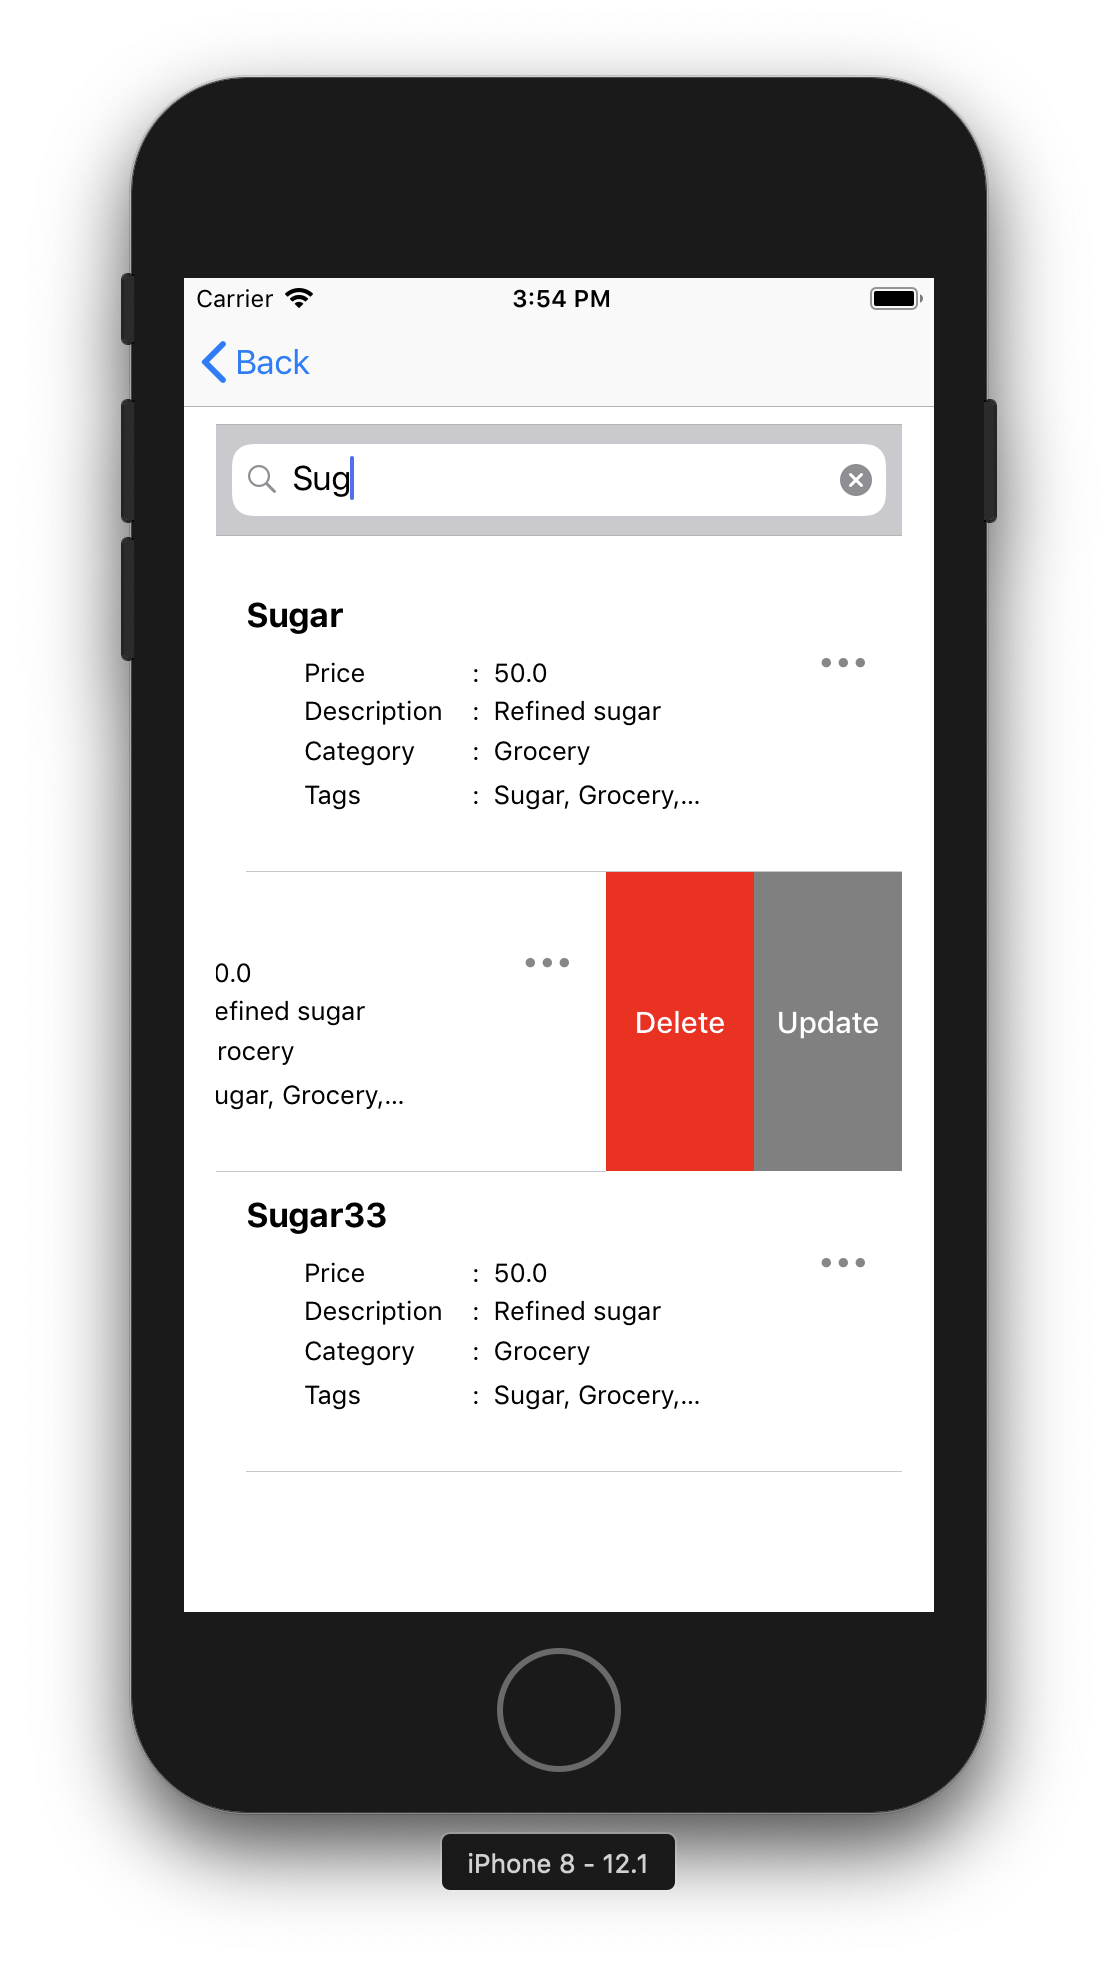 Carrier 3:54 PM
Back
Sug
Sugar
Price : 50.0
Description : Refined sugar
Category : Grocery
Tags : Sugar, Grocery,...
0.0
efined sugar
rocery
ugar, Grocery,...
Delete Update
Sugar33
Price : 50.0
Description : Refined sugar
Category : Grocery
Tags : Sugar, Grocery,...
iPhone 8 - 12.1